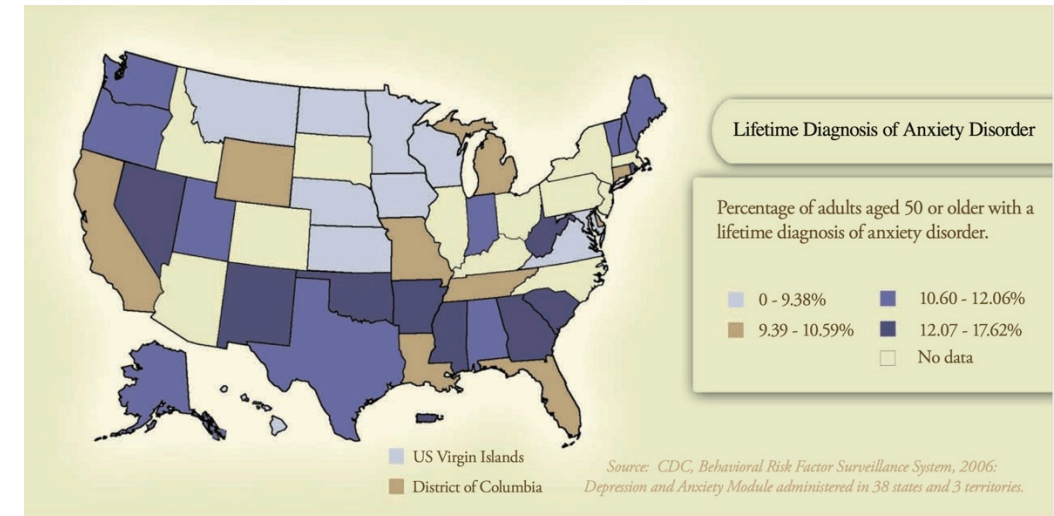 Lifetime Diagnosis of Anxiety Disorder
Percentage of adults aged 50 or older with a
lifetime diagnosis of anxiety disorder.
0 - 9.38%
10.60 - 12.06%
9.39 - 10.59%
12.07 - 17.62%
No data
US Virgin Islands
District of Columbia
Source: CDC, Behavioral Risk Factor Surveillance System, 2006:
Depression and Anxiety Module administered in 38 states and 3 territories.